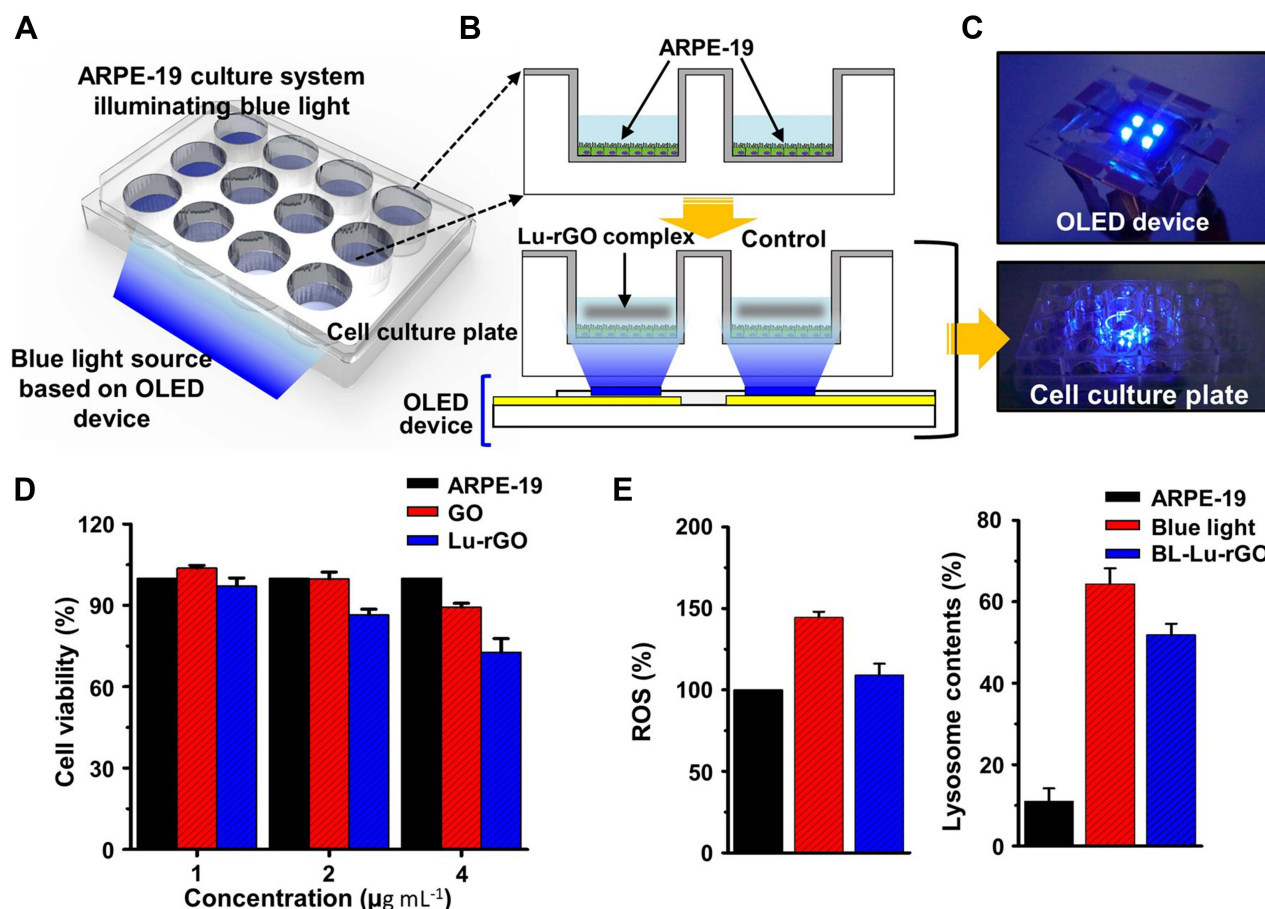 A
ARPE-19 culture system
illuminating blue light
Cell culture plate
Blue light source
based on OLED
device
B
ARPE-19
Lu-rGO complex
Control
OLED
device
C
OLED device
Cell culture plate
D
ARPE-19
GO
Lu-rGO
120
90
60
30
0
Cell viability (%)
1
2
4
Concentration (µg mL-1)
E
200
150
100
50
0
ROS (%)
ARPE-19
Blue light
BL-Lu-rGO
80
60
40
20
0
Lysosome contents (%)